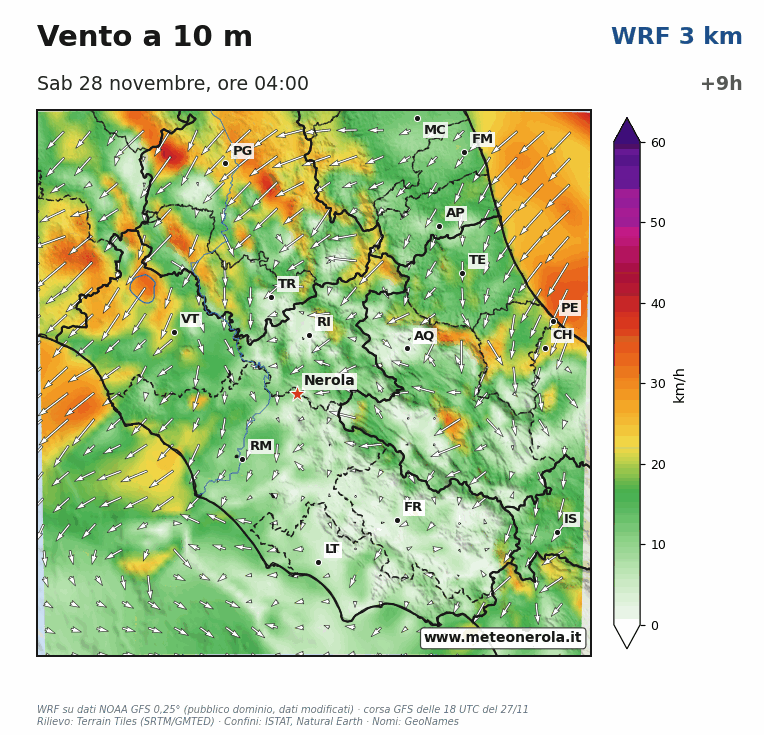 Vento a 10 m
WRF 3 km
Sab 28 novembre, ore 04:00
+9h
MC
FM
PG
AP
TE
TR
PE
VT
RI
AQ
CH
Nerola
RM
FR
IS
LT
www.meteonerola.it
60
50
40
30
20
10
0
km/h
WRF su dati NOAA GFS 0,25° (pubblico dominio, dati modificati) · corsa GFS delle 18 UTC del 27/11
Rilievo: Terrain Tiles (SRTM/GMTED) · Confini: ISTAT, Natural Earth · Nomi: GeoNames